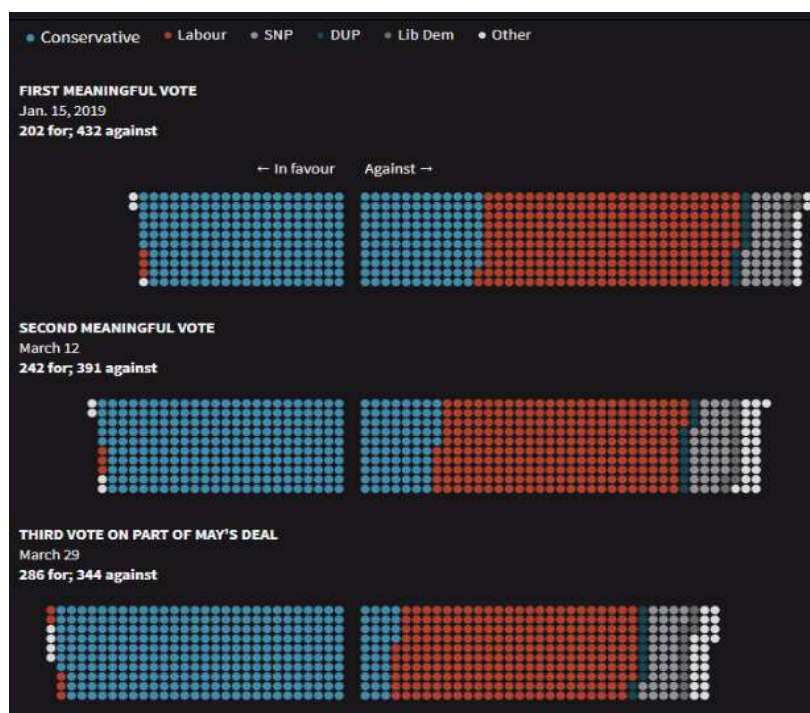 Conservative Labour SNP DUP Lib Dem Other
FIRST MEANINGFUL VOTE
Jan. 15, 2019
202 for; 432 against
← In favour Against →
SECOND MEANINGFUL VOTE
March 12
242 for; 391 against
THIRD VOTE ON PART OF MAY'S DEAL
March 29
286 for; 344 against